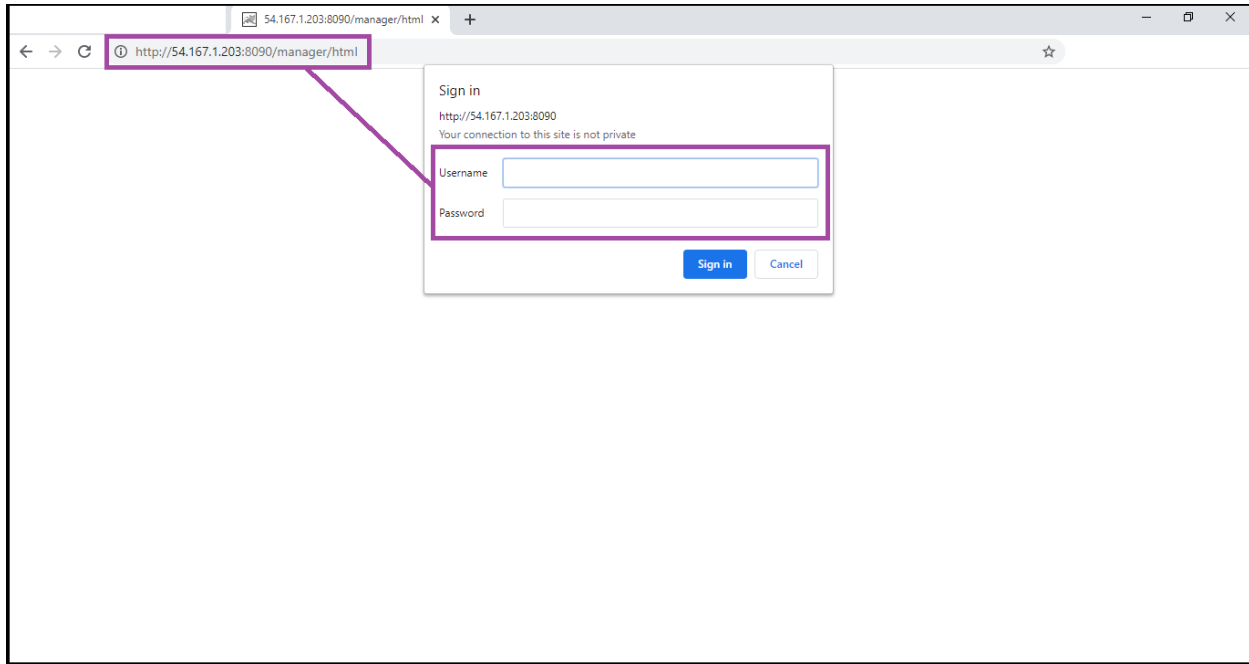 54.167.1.203:8090/manager/html
http://54.167.1.203:8090/manager/html
Sign in
http://54.167.1.203:8090
Your connection to this site is not private
Username
Password
Sign in Cancel